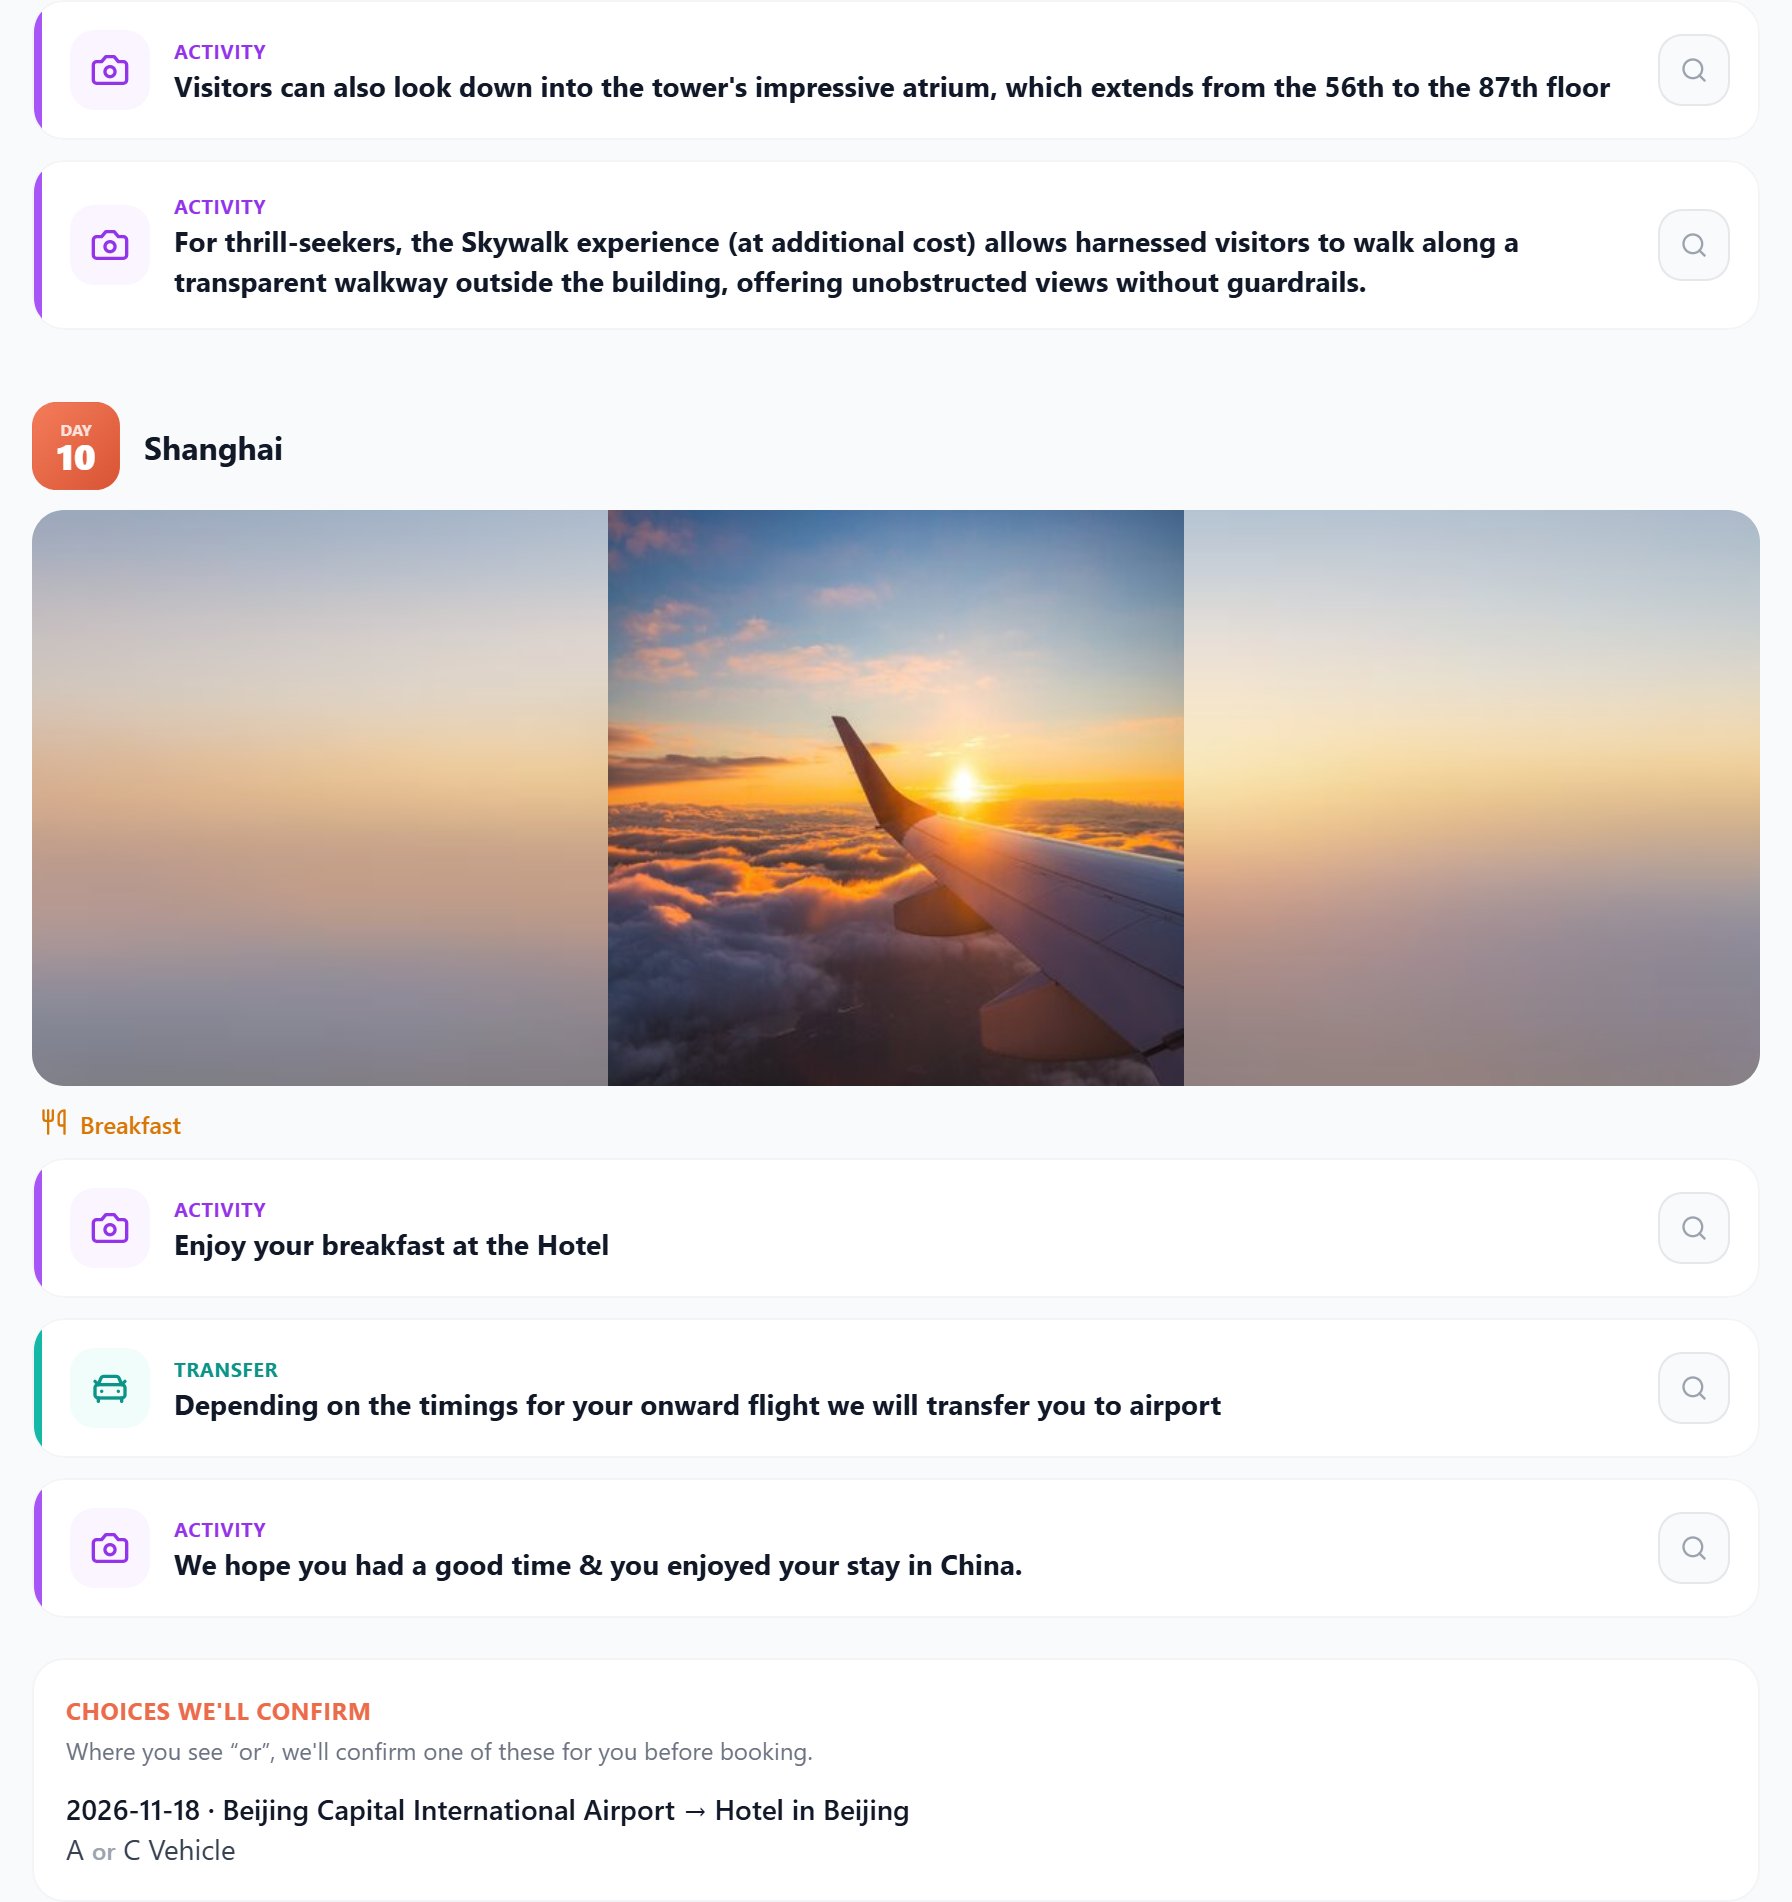 ACTIVITY
Visitors can also look down into the tower's impressive atrium, which extends from the 56th to the 87th floor
ACTIVITY
For thrill-seekers, the Skywalk experience (at additional cost) allows harnessed visitors to walk along a
transparent walkway outside the building, offering unobstructed views without guardrails.
DAY
10
Shanghai
Breakfast
ACTIVITY
Enjoy your breakfast at the Hotel
TRANSFER
Depending on the timings for your onward flight we will transfer you to airport
ACTIVITY
We hope you had a good time & you enjoyed your stay in China.
CHOICES WE'LL CONFIRM
Where you see “or”, we'll confirm one of these for you before booking.
2026-11-18 · Beijing Capital International Airport → Hotel in Beijing
A or C Vehicle